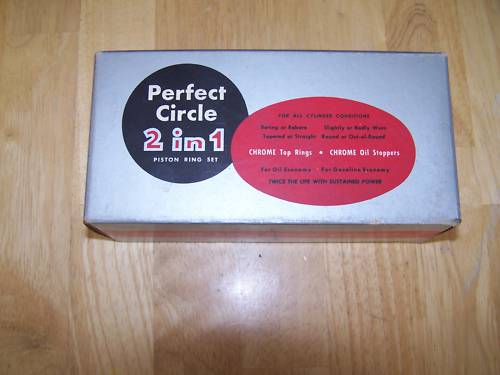 Perfect
Circle
2 in 1
PISTON RING SET
FOR ALL CYLINDER CONDITIONS
Rering or Rebore Slightly or Badly Worn
Tapered or Straight Round or Out-of-Round
CHROME Top Rings • CHROME Oil Stoppers
For Oil Economy • For Gasoline Economy
TWICE THE LIFE WITH SUSTAINED POWER